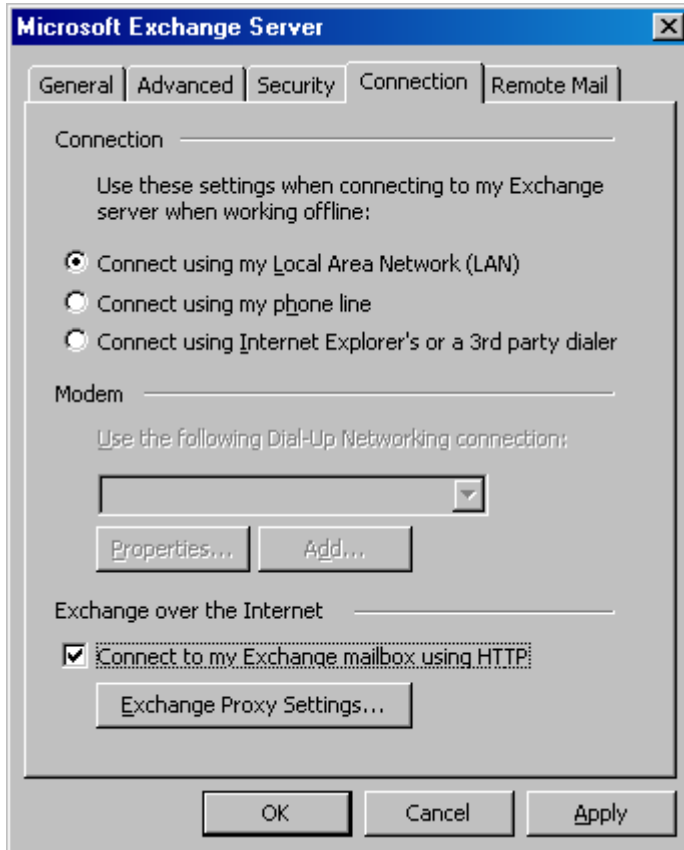 Microsoft Exchange Server
General Advanced Security Connection Remote Mail
Connection
Use these settings when connecting to my Exchange
server when working offline:
Connect using my Local Area Network (LAN)
Connect using my phone line
Connect using Internet Explorer's or a 3rd party dialer
Modem
Use the following Dial-Up Networking connection:
Properties... Add...
Exchange over the Internet
Connect to my Exchange mailbox using HTTP
Exchange Proxy Settings...
OK Cancel Apply